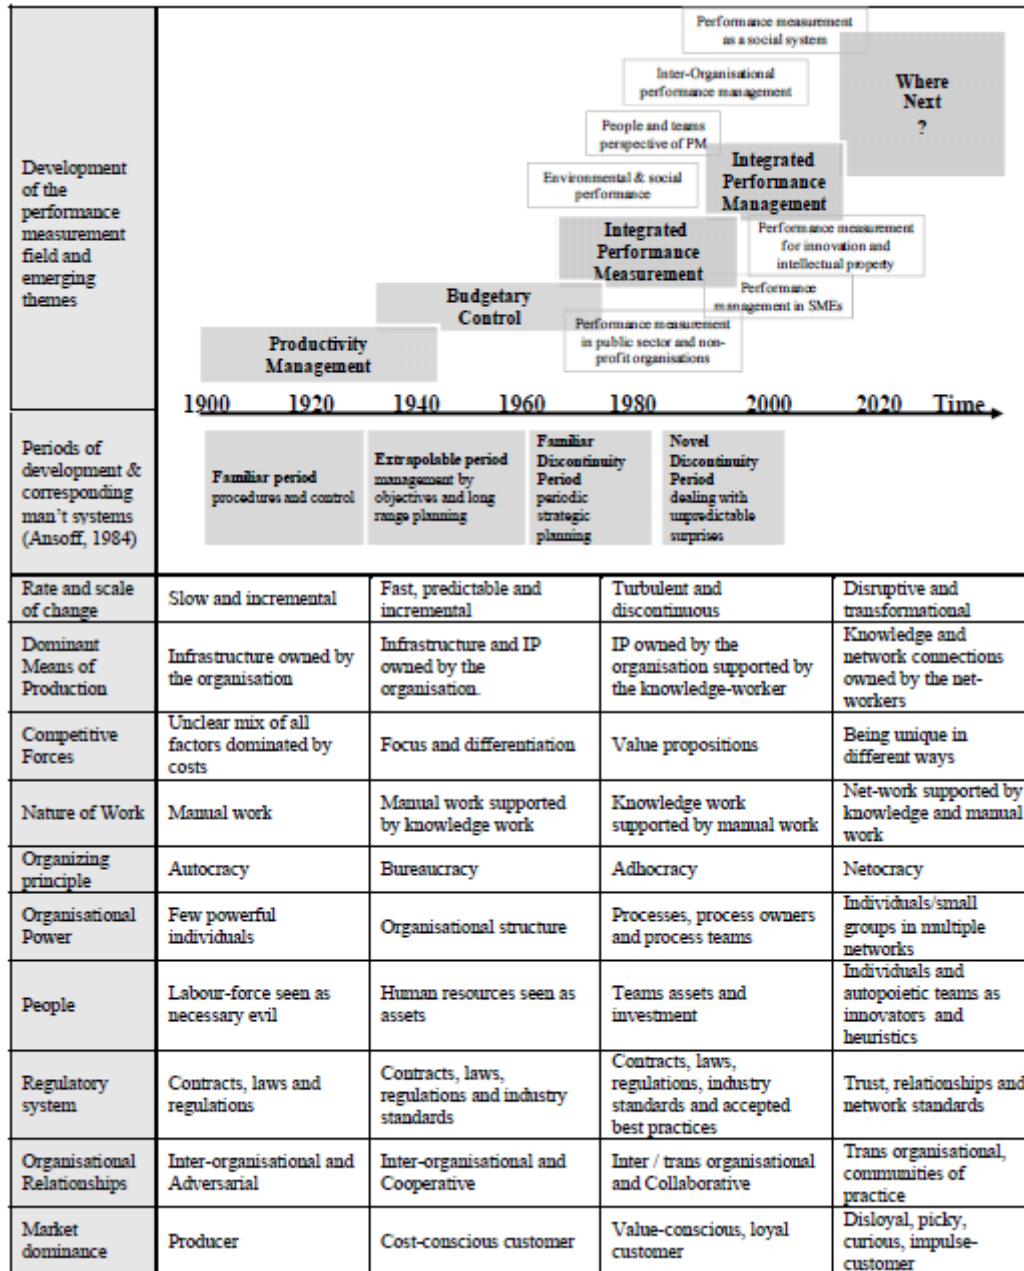 Performance measurement
as a social system
Where
Next
?
Inter-Organisational
performance management
People and teams
perspective of PM
Integrated
Performance
Management
Development
of the
performance
measurement
field and
emerging
themes
Environmental & social
performance
Integrated
Performance
Measurement
Performance measurement
for innovation and
intellectual property
Performance
management in SMEs
Budgetary
Control
Performance measurement
in public sector and non-
profit organisations
Productivity
Management
1900 1920 1940 1960 1980 2000 2020 Time
Periods of
development &
corresponding
man't systems
(Ansoff, 1984)
Familiar period
procedures and control
Extrapolable period
management by
objectives and long
range planning
Familiar
Discontinuity
Period
periodic
strategic
planning
Novel
Discontinuity
Period
dealing with
unpredictable
surprises
Rate and scale
of change
Slow and incremental
Fast, predictable and
incremental
Turbulent and
discontinuous
Disruptive and
transformational
Dominant
Means of
Production
Infrastructure owned by
the organisation
Infrastructure and IP
owned by the
organisation.
IP owned by the
organisation supported by
the knowledge-worker
Knowledge and
network connections
owned by the net-
workers
Competitive
Forces
Unclear mix of all
factors dominated by
costs
Focus and differentiation
Value propositions
Being unique in
different ways
Nature of Work
Manual work
Manual work supported
by knowledge work
Knowledge work
supported by manual work
Net-work supported by
knowledge and manual
work
Organizing
principle
Autocracy
Bureaucracy
Adhocracy
Netocracy
Organisational
Power
Few powerful
individuals
Organisational structure
Processes, process owners
and process teams
Individuals/small
groups in multiple
networks
People
Labour-force seen as
necessary evil
Human resources seen as
assets
Teams assets and
investment
Individuals and
autopoietic teams as
innovators and
heuristics
Regulatory
system
Contracts, laws and
regulations
Contracts, laws,
regulations and industry
standards
Contracts, laws,
regulations, industry
standards and accepted
best practices
Trust, relationships and
network standards
Organisational
Relationships
Inter-organisational and
Adversarial
Inter-organisational and
Cooperative
Inter / trans organisational
and Collaborative
Trans organisational,
communities of
practice
Market
dominance
Producer
Cost-conscious customer
Value-conscious, loyal
customer
Disloyal, picky,
curious, impulse-
customer